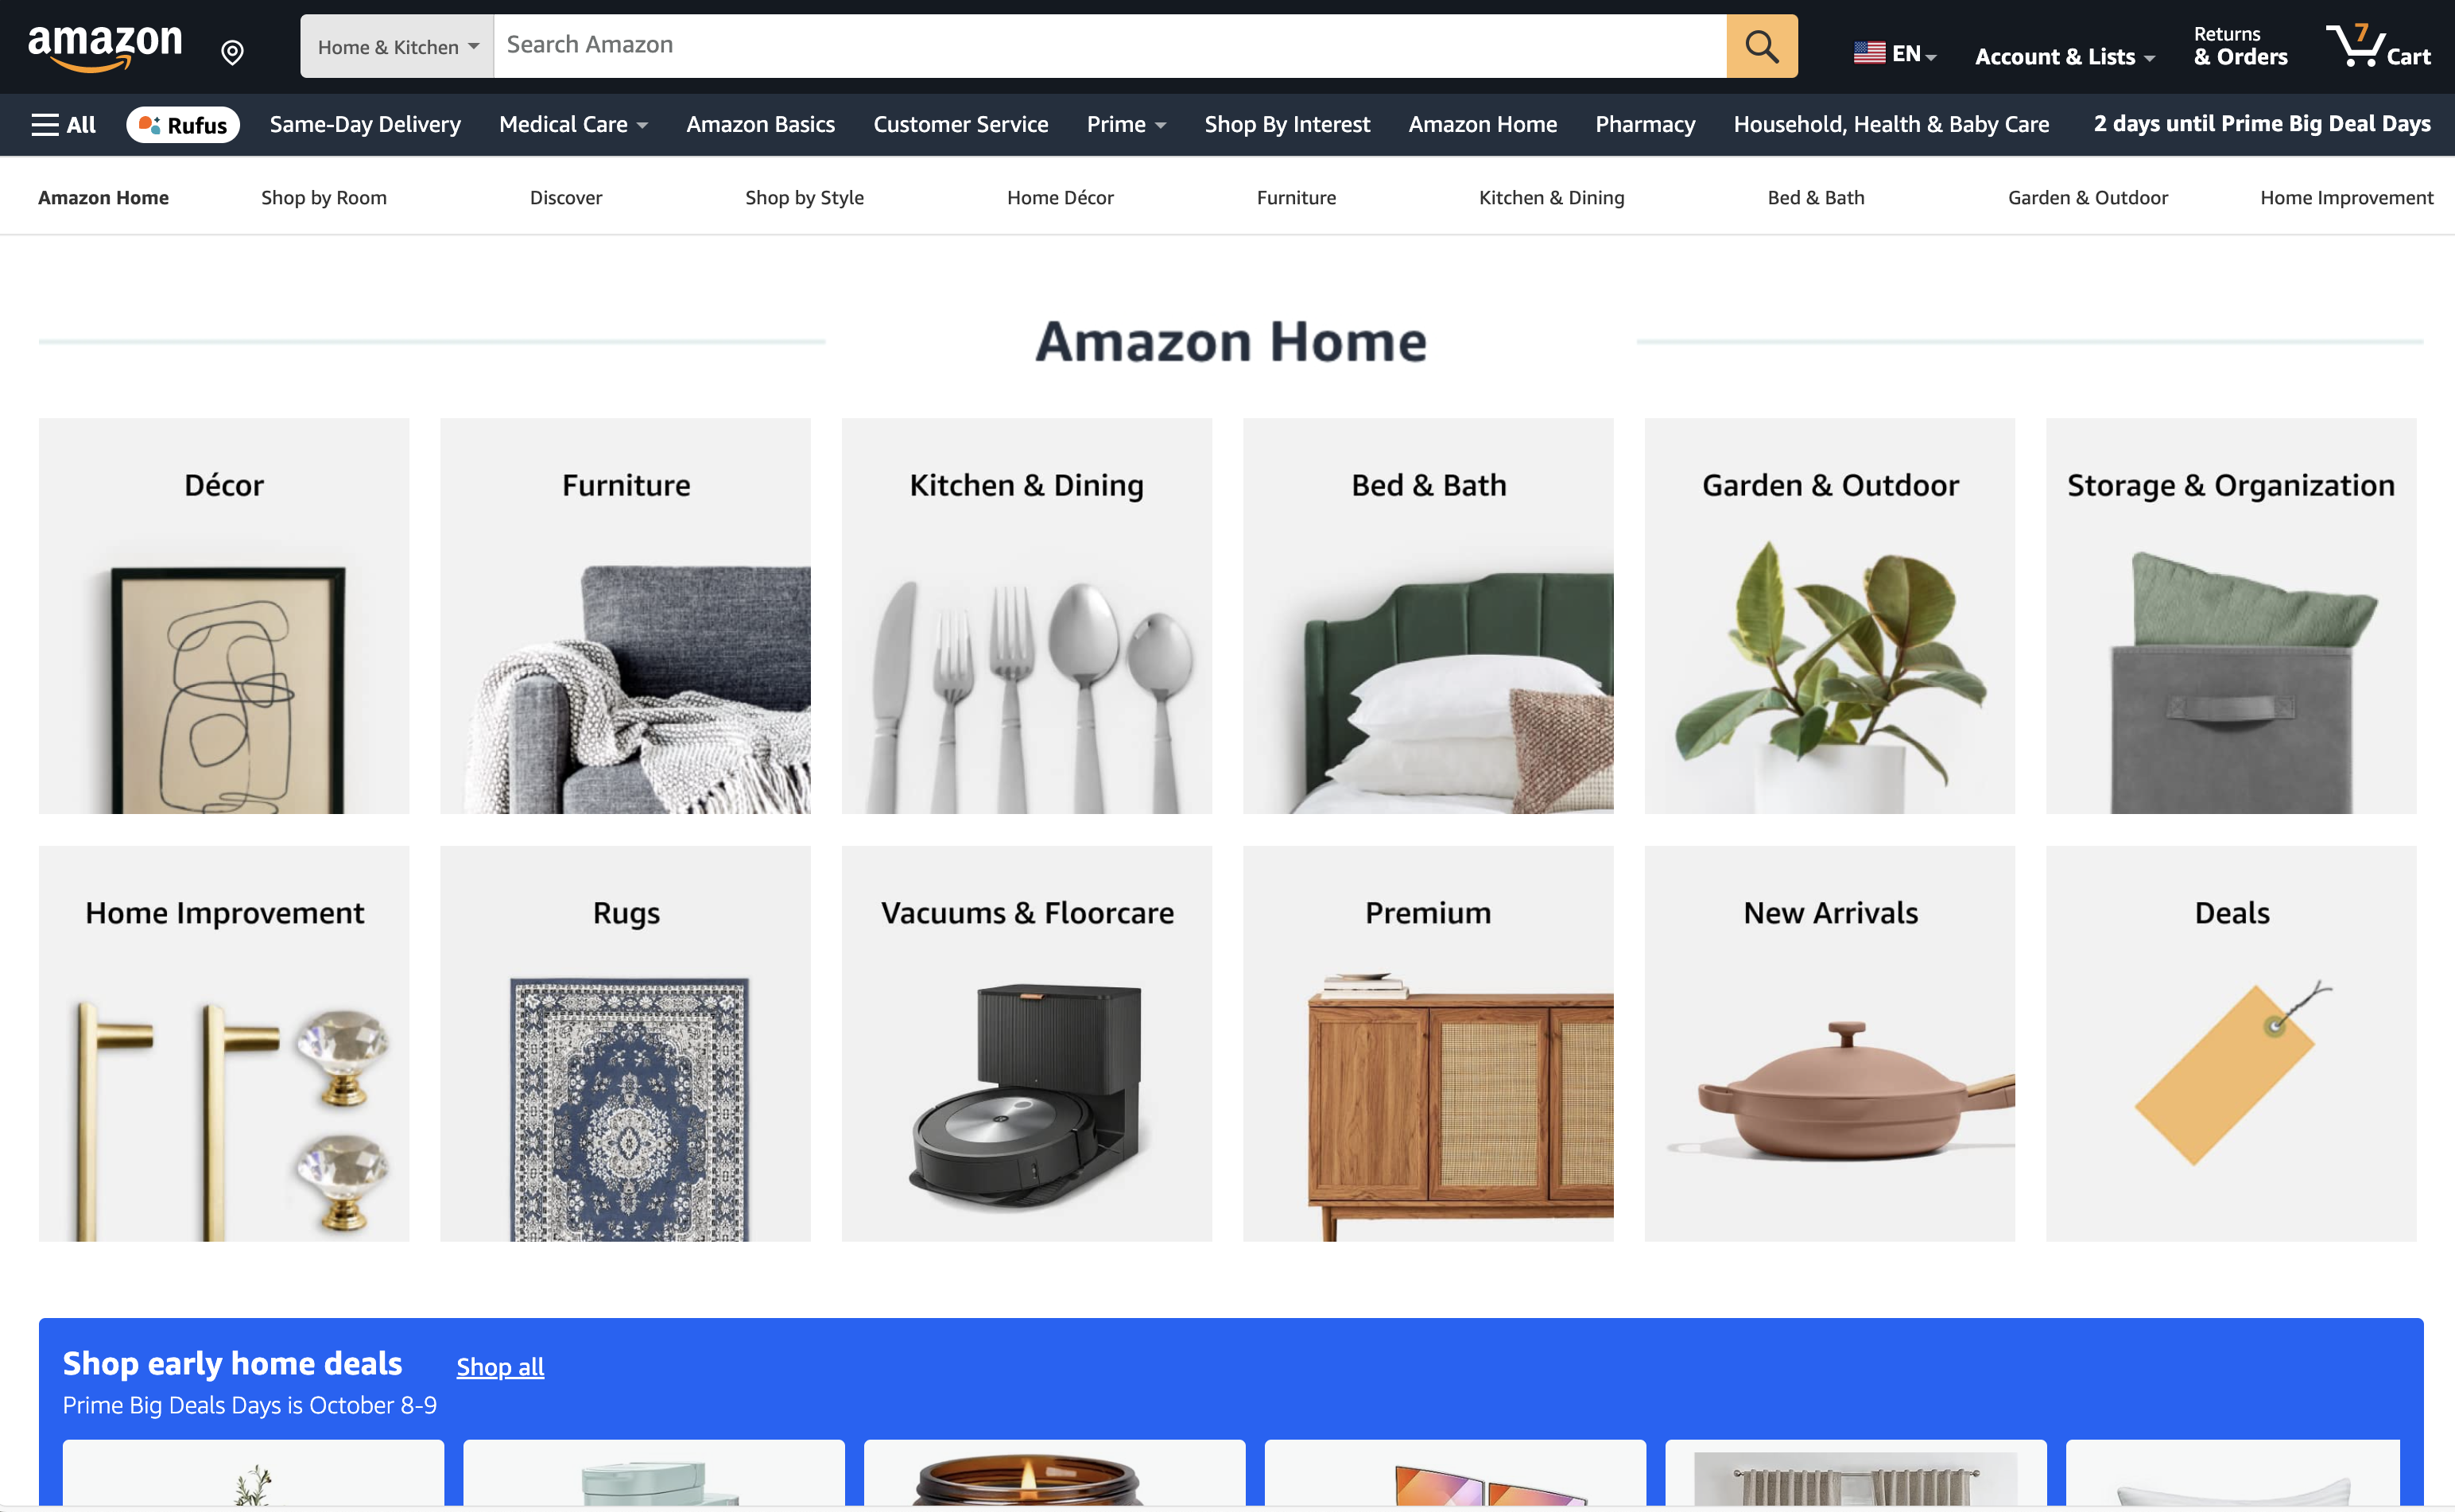 amazon
Home & Kitchen
Search Amazon
EN
Account & Lists
Returns
& Orders
7
Cart
All
Rufus
Same-Day Delivery
Medical Care
Amazon Basics
Customer Service
Prime
Shop By Interest
Amazon Home
Pharmacy
Household, Health & Baby Care
2 days until Prime Big Deal Days
Amazon Home
Shop by Room
Discover
Shop by Style
Home Décor
Furniture
Kitchen & Dining
Bed & Bath
Garden & Outdoor
Home Improvement
Amazon Home
Décor
Furniture
Kitchen & Dining
Bed & Bath
Garden & Outdoor
Storage & Organization
Home Improvement
Rugs
Vacuums & Floorcare
Premium
New Arrivals
Deals
Shop early home deals
Shop all
Prime Big Deals Days is October 8-9